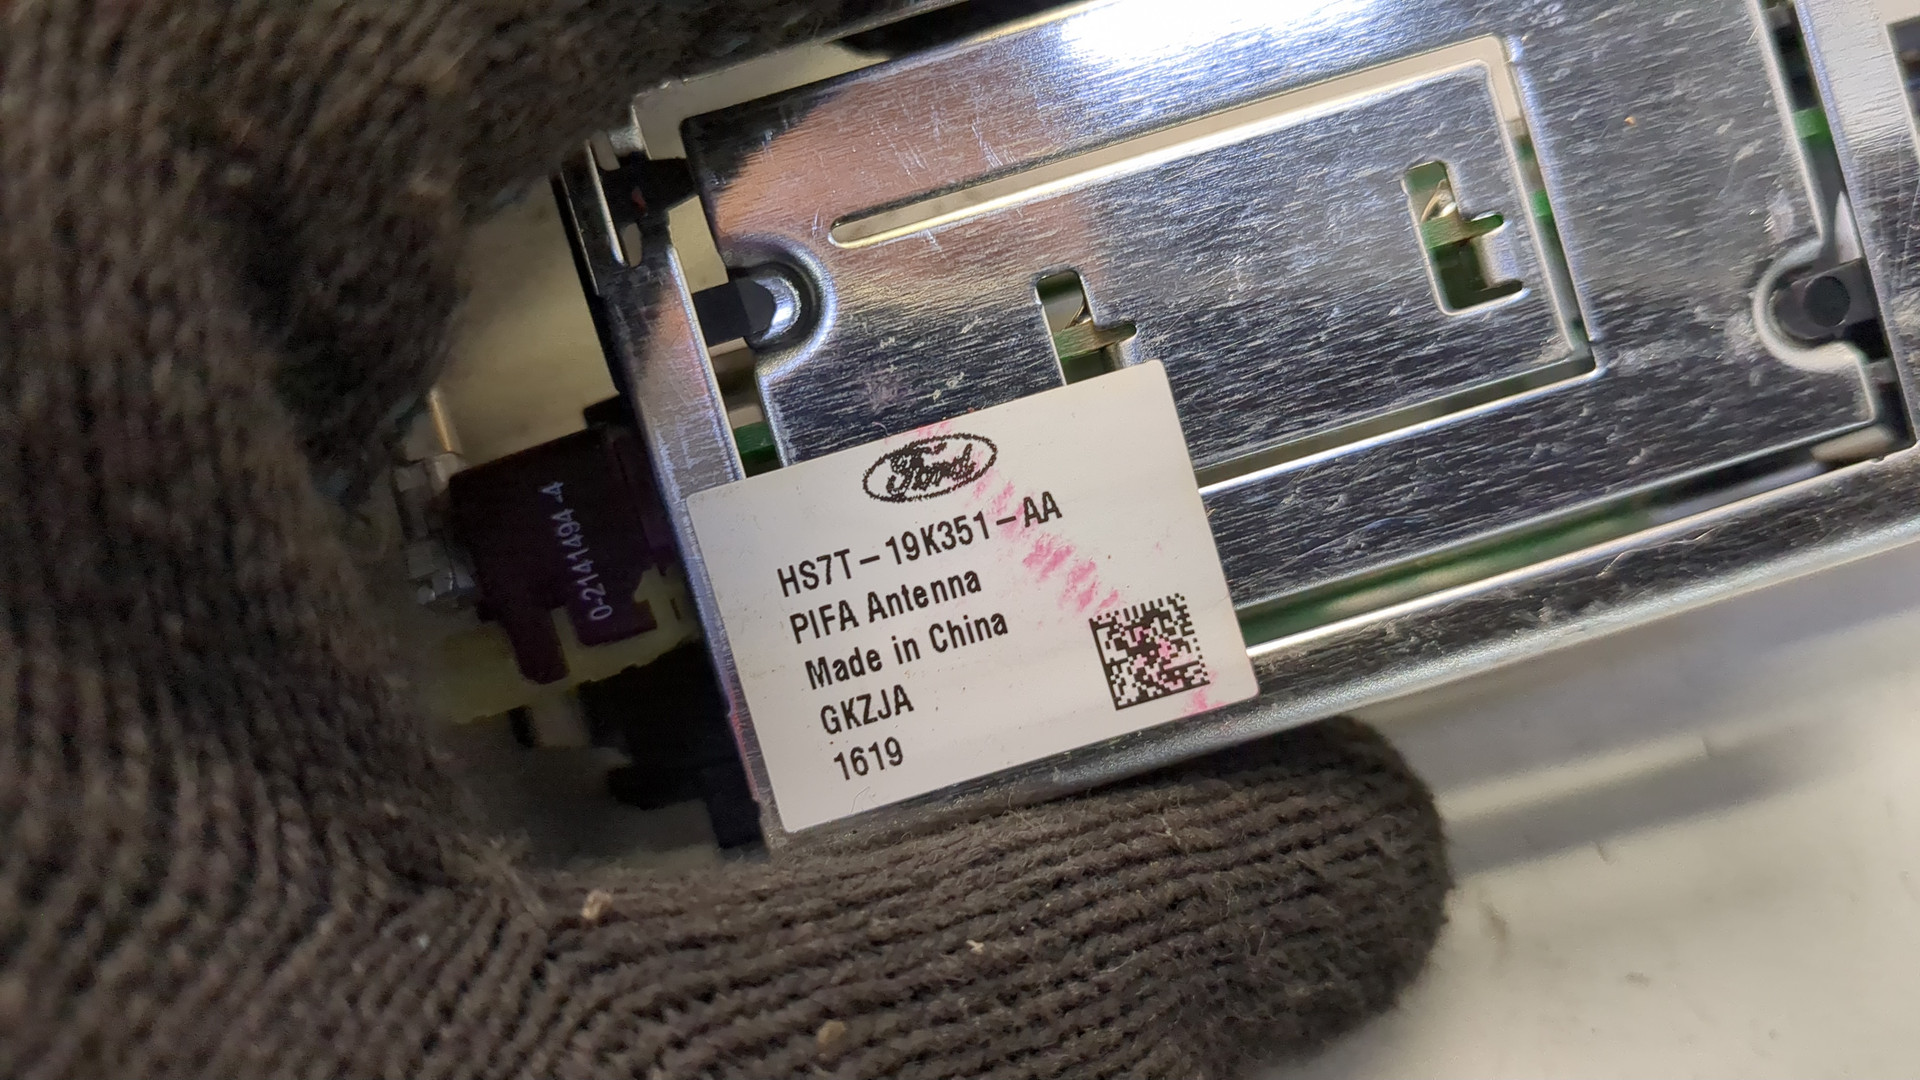 0-2141494-4
Ford
HS7T-19K351-AA
PIFA Antenna
Made in China
GKZJA
1619